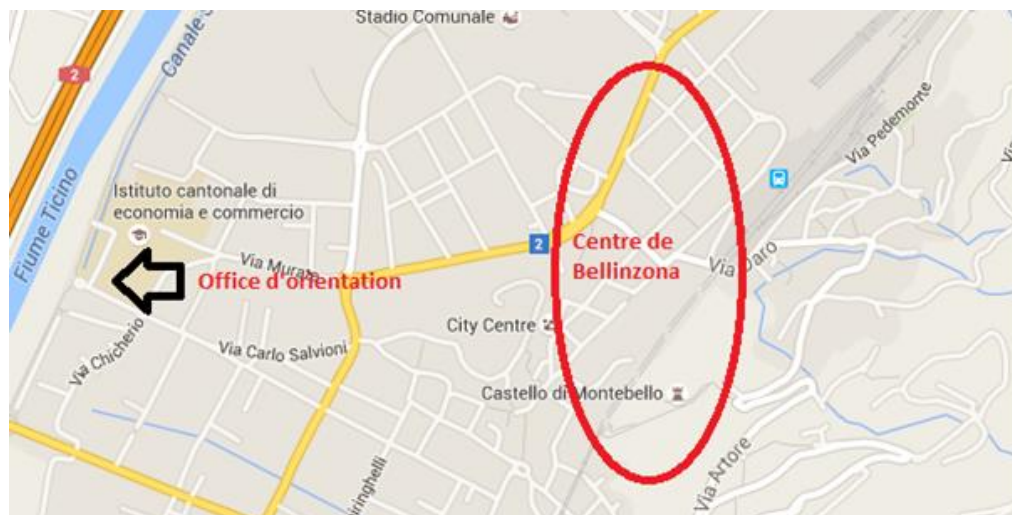 Stadio Comunale
Canale
2
Fiume Ticino
Istituto cantonale di
economia e commercio
Via Pedemonte
2
Centre de
Bellinzona
Via Murate
Office d'orientation
Via Daro
City Centre
Via Chicherio
Via Carlo Salvioni
Castello di Montebello
Via Artore